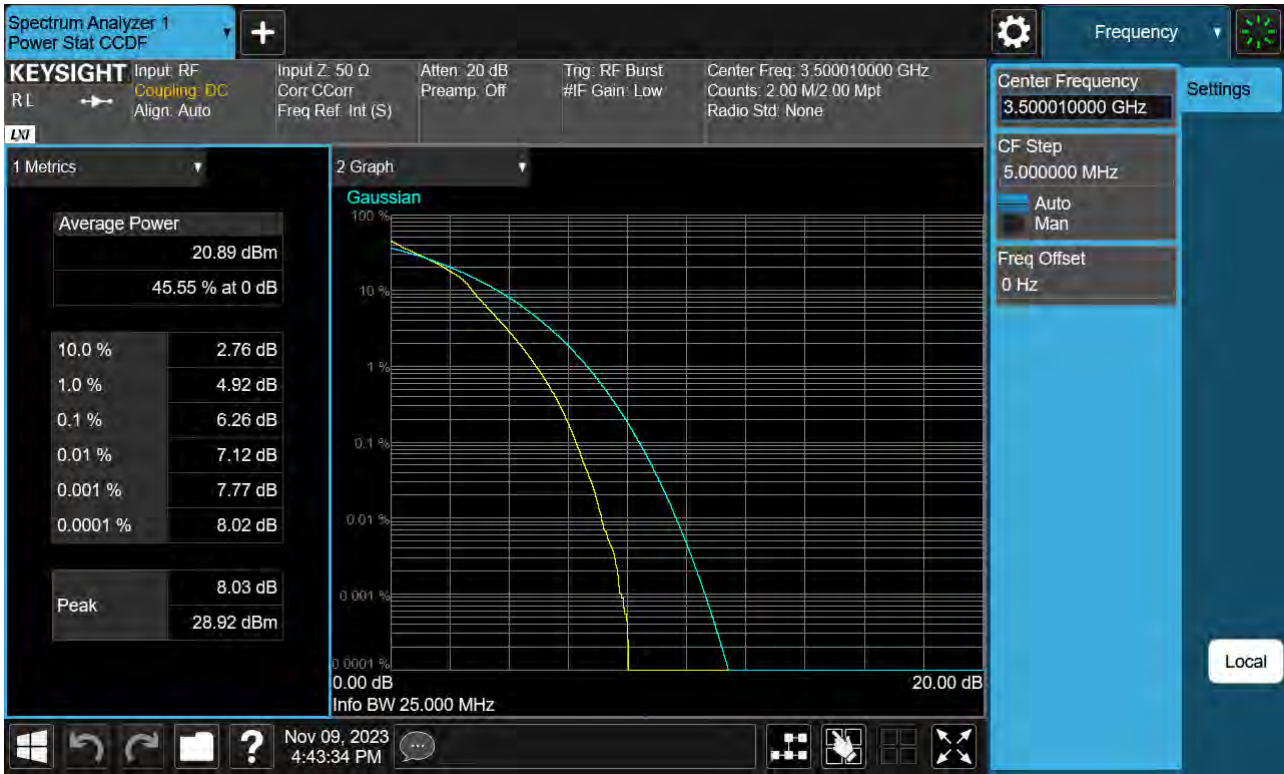 Spectrum Analyzer 1
Power Stat CCDF
Frequency
KEYSIGHT
RL
LXI
Input: RF
Coupling: DC
Align: Auto
Input Z: 50 Ω
Corr CCorr
Freq Ref: Int (S)
Atten: 20 dB
Preamp: Off
Trig: RF Burst
#IF Gain: Low
Center Freq: 3.500010000 GHz
Counts: 2.00 M/2.00 Mpt
Radio Std: None
Center Frequency
3.500010000 GHz
Settings
CF Step
5.000000 MHz
Auto
Man
Freq Offset
0 Hz
1 Metrics
Average Power
20.89 dBm
45.55 % at 0 dB
10.0 % 2.76 dB
1.0 % 4.92 dB
0.1 % 6.26 dB
0.01 % 7.12 dB
0.001 % 7.77 dB
0.0001 % 8.02 dB
Peak
8.03 dB
28.92 dBm
2 Graph
Gaussian
100 %
10 %
1 %
0.1 %
0.01 %
0.001 %
0.0001 %
0.00 dB 20.00 dB
Info BW 25.000 MHz
Local
Nov 09, 2023
4:43:34 PM